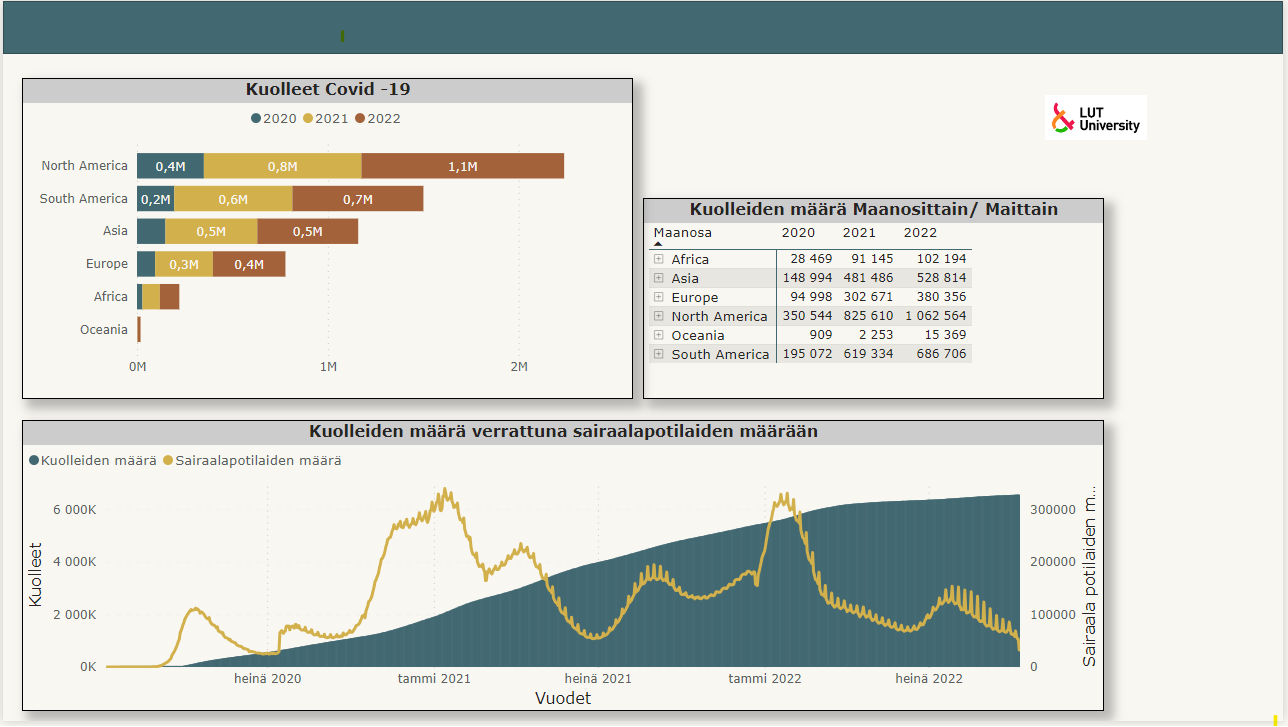 Kuolleet Covid -19
2020 2021 2022
North America 0,4M 0,8M 1,1M
South America 0,2M 0,6M 0,7M
Asia 0,5M 0,5M
Europe 0,3M 0,4M
Africa
Oceania
0M 1M 2M
LUT
University
Kuolleiden määrä Maanosittain/ Maittain
Maanosa 2020 2021 2022
Africa 28 469 91 145 102 194
Asia 148 994 481 486 528 814
Europe 94 998 302 671 380 356
North America 350 544 825 610 1 062 564
Oceania 909 2 253 15 369
South America 195 072 619 334 686 706
Kuolleiden määrä verrattuna sairaalapotilaiden määrään
Kuolleiden määrä Sairaalapotilaiden määrä
Kuolleet
6 000K
4 000K
2 000K
0K
300000
200000
100000
0
Sairaala potilaiden m...
heinä 2020 tammi 2021 heinä 2021 tammi 2022 heinä 2022
Vuodet